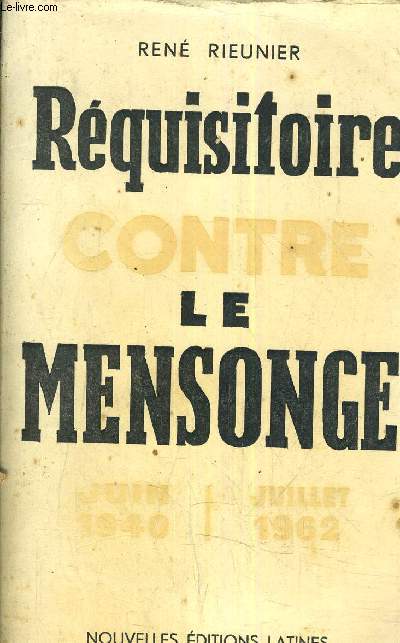 Le-livre.com
RENÉ RIEUNIER
Réquisitoire
CONTRE
LE
MENSONGE
JUIN JUILLET
1940 1962
NOUVELLES ÉDITIONS LATINES